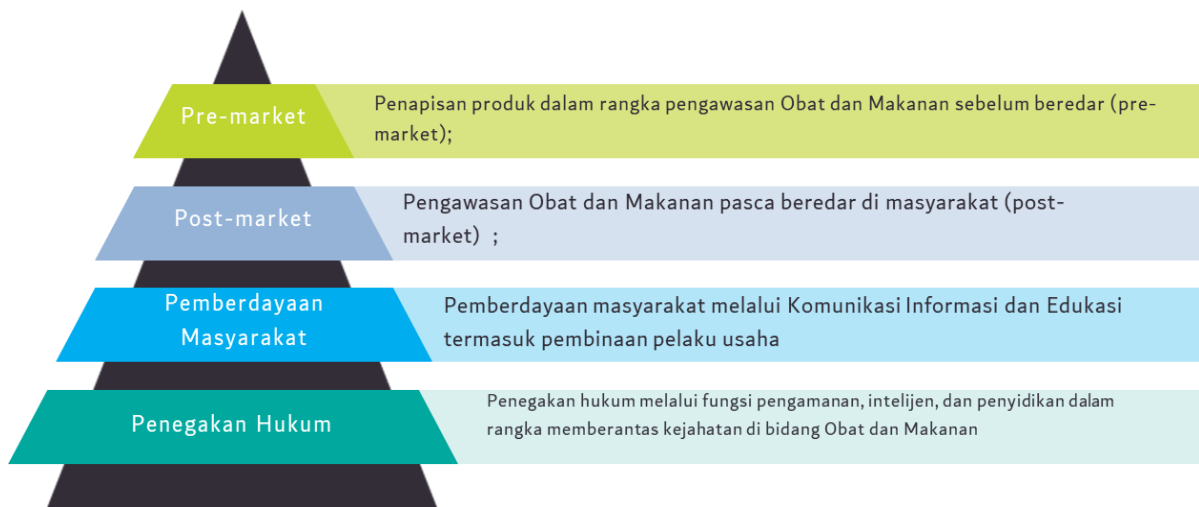 Pre-market
Penapisan produk dalam rangka pengawasan Obat dan Makanan sebelum beredar (pre-
market);
Post-market
Pengawasan Obat dan Makanan pasca beredar di masyarakat (post-
market) ;
Pemberdayaan
Masyarakat
Pemberdayaan masyarakat melalui Komunikasi Informasi dan Edukasi
termasuk pembinaan pelaku usaha
Penegakan Hukum
Penegakan hukum melalui fungsi pengamanan, intelijen, dan penyidikan dalam
rangka memberantas kejahatan di bidang Obat dan Makanan